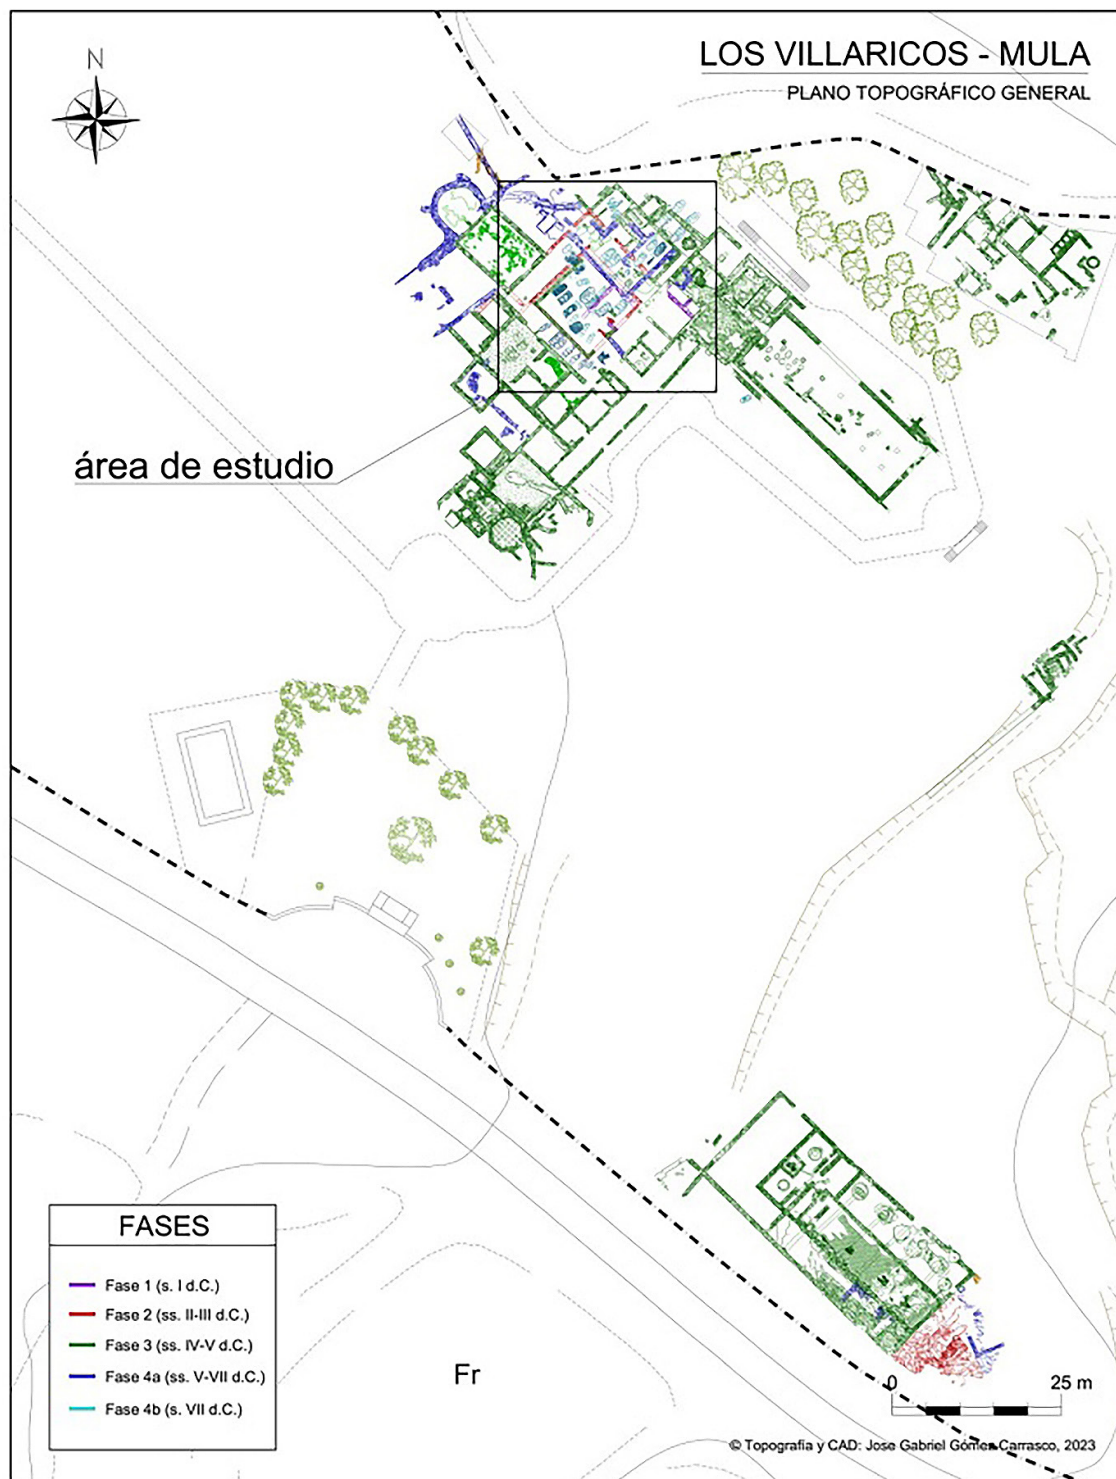 N
LOS VILLARICOS - MULA
PLANO TOPOGRÁFICO GENERAL
área de estudio
FASES
Fase 1 (s. I d.C.)
Fase 2 (ss. II-III d.C.)
Fase 3 (ss. IV-V d.C.)
Fase 4a (ss. V-VII d.C.)
Fase 4b (s. VII d.C.)
Fr
0 25 m
© Topografía y CAD: Jose Gabriel Gómez Carrasco, 2023